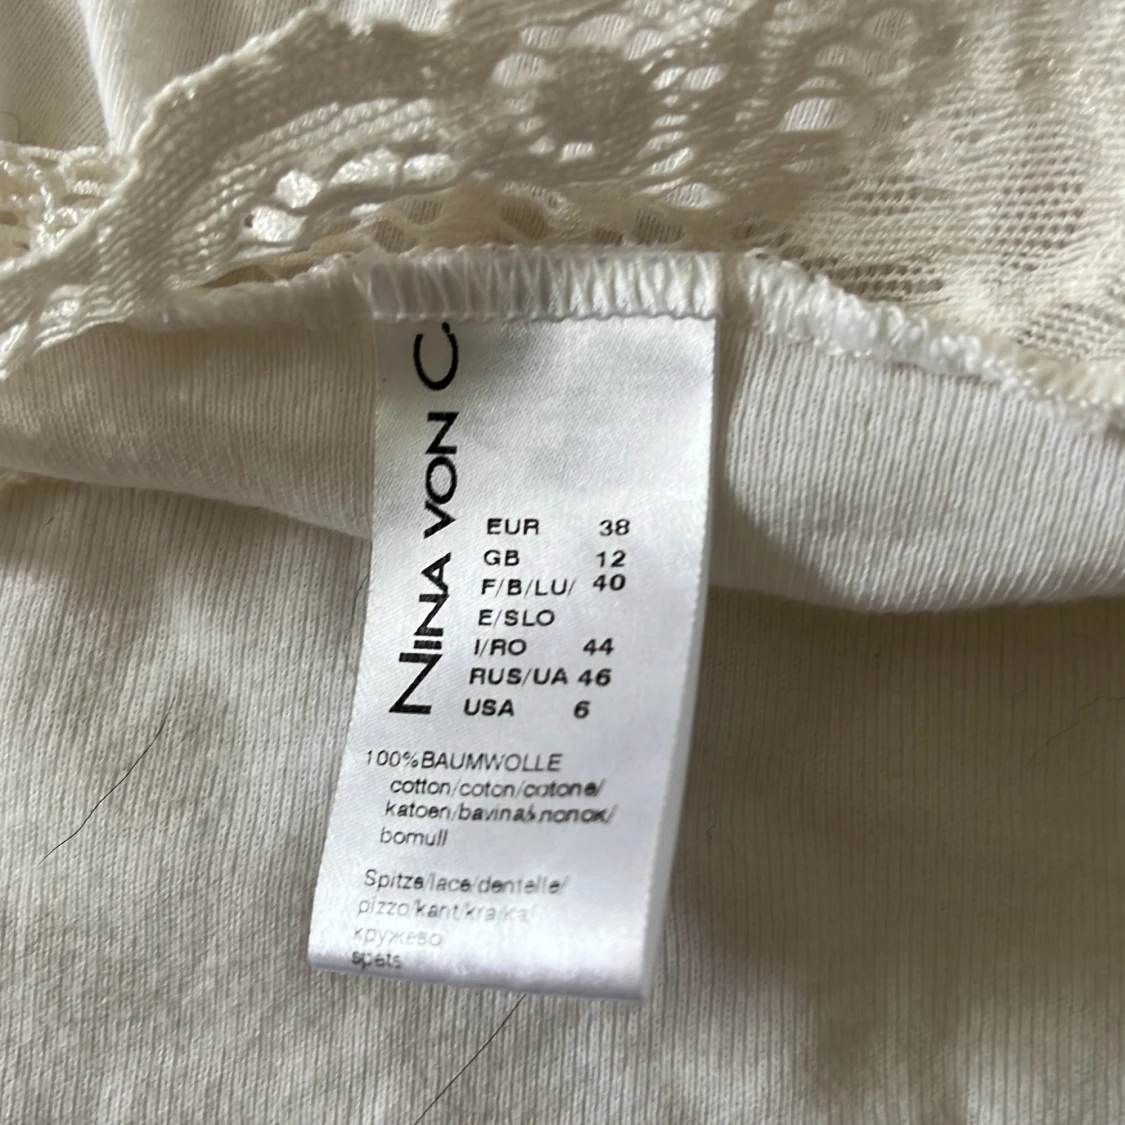 NINA VON C.
EUR 38
GB 12
F/B/LU/ 40
E/SLO
I/RO 44
RUS/UA 46
USA 6
100%BAUMWOLLE
cotton/coton/cotone/
katoen/bavlna/хлопок/
bomull
Spitze/lace/dentelle/
pizzo/kant/krajka/
кружево
spets